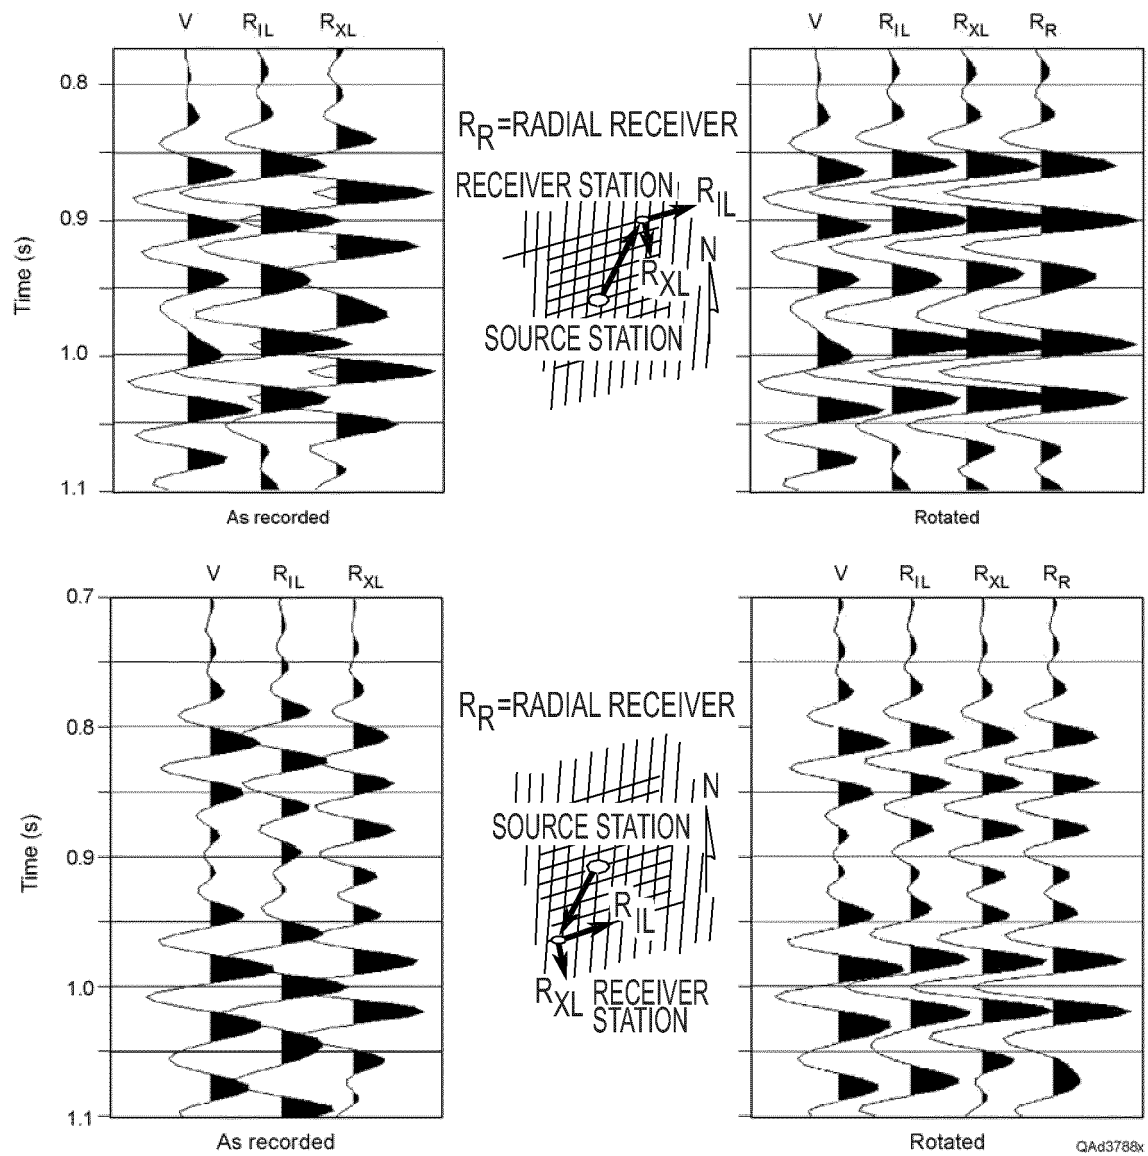 V R_IL R_XL
V R_IL R_XL R_R
0.8
0.9
1.0
1.1
Time (s)
As recorded
R_R=RADIAL RECEIVER
RECEIVER STATION
R_IL
N
R_XL
SOURCE STATION
Rotated
V R_IL R_XL
V R_IL R_XL R_R
0.7
0.8
0.9
1.0
1.1
Time (s)
As recorded
R_R=RADIAL RECEIVER
N
SOURCE STATION
R_IL
R_XL RECEIVER
STATION
Rotated
QAd3788x